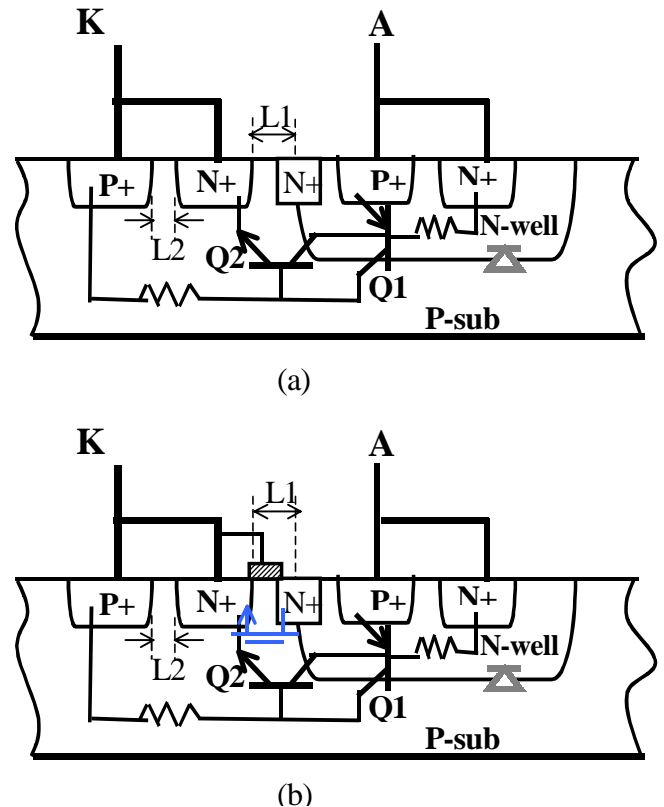 K A
L1
P+ N+ N+ P+ N+
L2 Q2 N-well
Q1
P-sub
(a)
K A
L1
P+ N+ N+ P+ N+
L2 Q2 N-well
Q1
P-sub
(b)